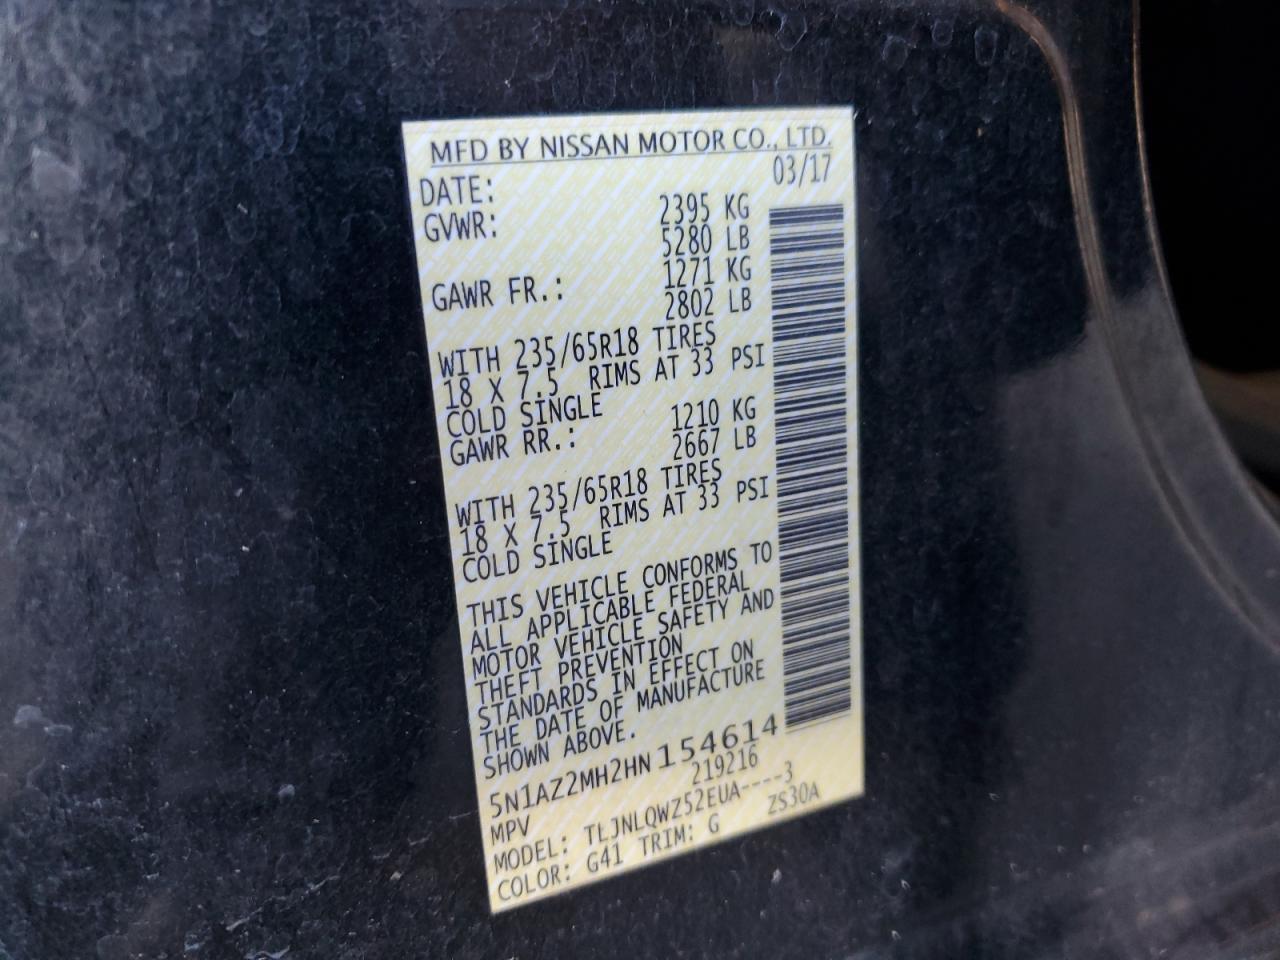 MFD BY NISSAN MOTOR CO., LTD.
DATE: 03/17
GVWR: 2395 KG
5280 LB
GAWR FR.: 1271 KG
2802 LB
WITH 235/65R18 TIRES
18 X 7.5 RIMS AT 33 PSI
COLD SINGLE
GAWR RR.: 1210 KG
2667 LB
WITH 235/65R18 TIRES
18 X 7.5 RIMS AT 33 PSI
COLD SINGLE
THIS VEHICLE CONFORMS TO
ALL APPLICABLE FEDERAL
MOTOR VEHICLE SAFETY AND
THEFT PREVENTION
STANDARDS IN EFFECT ON
THE DATE OF MANUFACTURE
SHOWN ABOVE.
5N1AZ2MH2HN154614
MPV 219216
MODEL: TLJNLQWZ52EUA----3
COLOR: G41 TRIM: G ZS30A